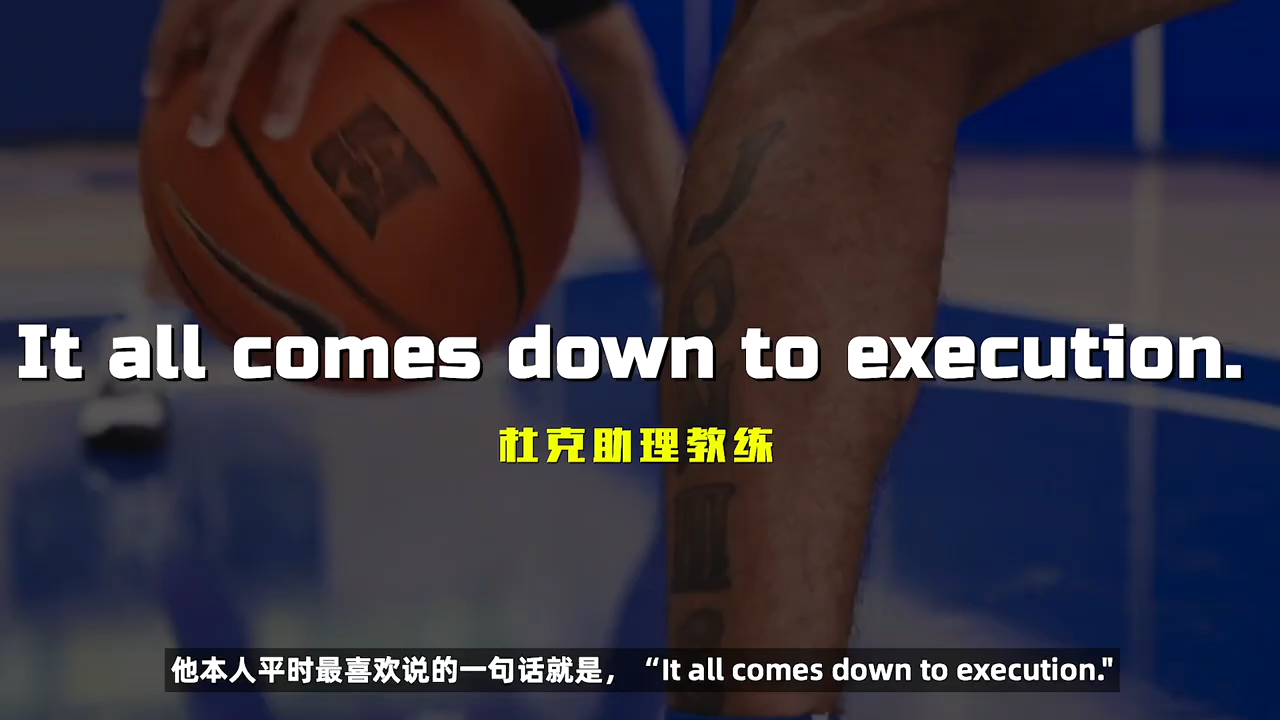 It all comes down to execution.
杜克助理教练
他本人平时最喜欢说的一句话就是，“It all comes down to execution."